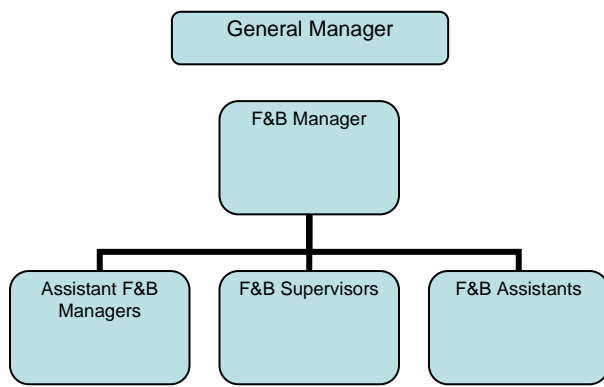 General Manager
F&B Manager
Assistant F&B
Managers
F&B Supervisors
F&B Assistants